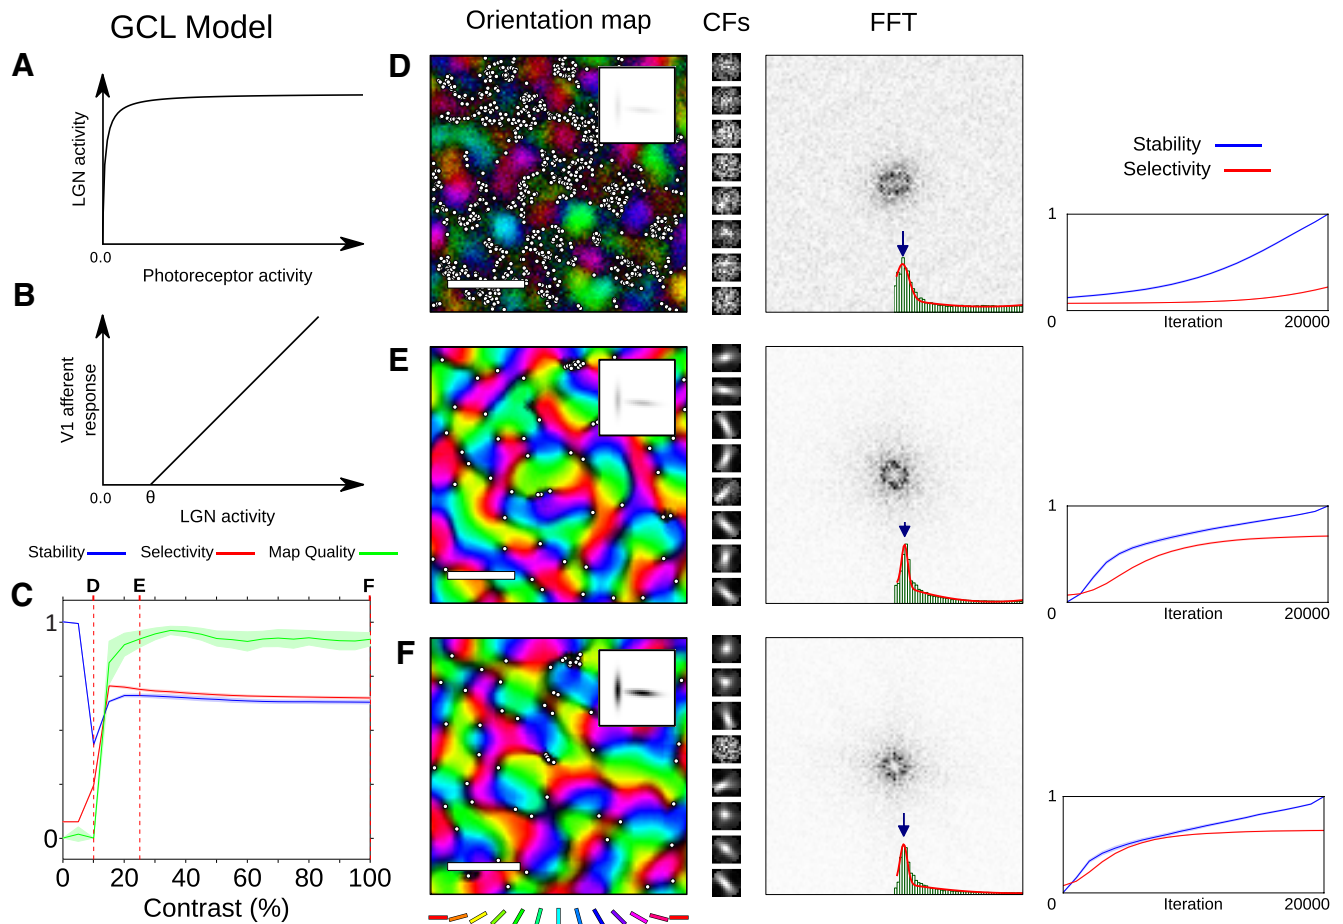 GCL Model
Orientation map
CFs
FFT
A
LGN activity
0.0
Photoreceptor activity
B
V1 afferent
response
0.0
θ
LGN activity
Stability
Selectivity
Map Quality
C
D
E
F
1
0
0
20
40
60
80
100
Contrast (%)
D
Stability
Selectivity
1
0
Iteration
20000
E
1
0
Iteration
20000
F
1
0
Iteration
20000